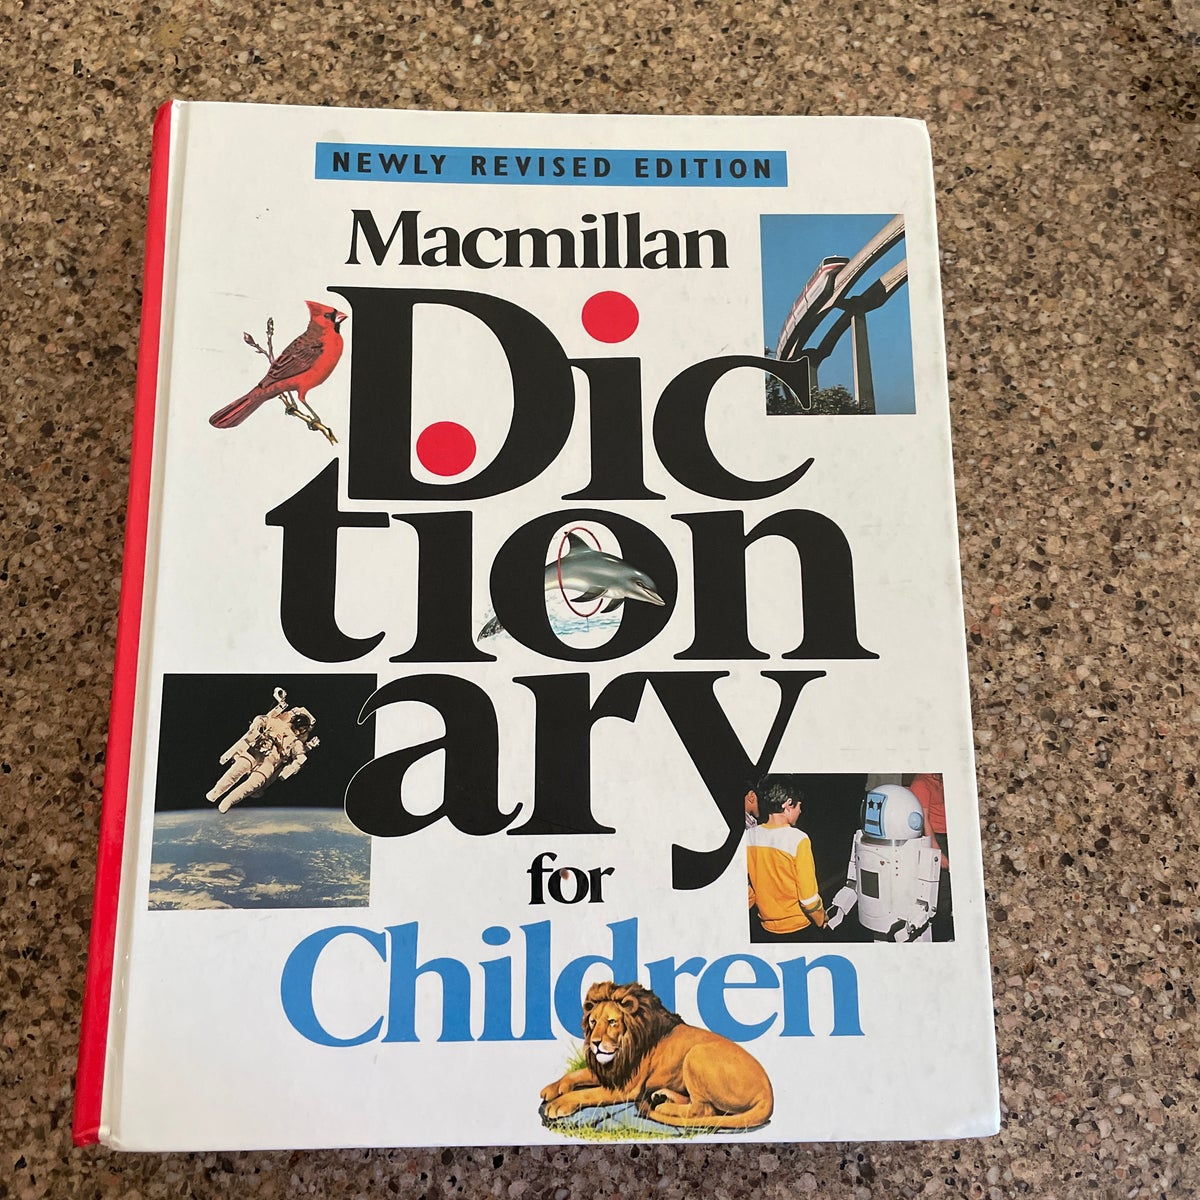 NEWLY REVISED EDITION
Macmillan
Dic
tion
ary
for
Children